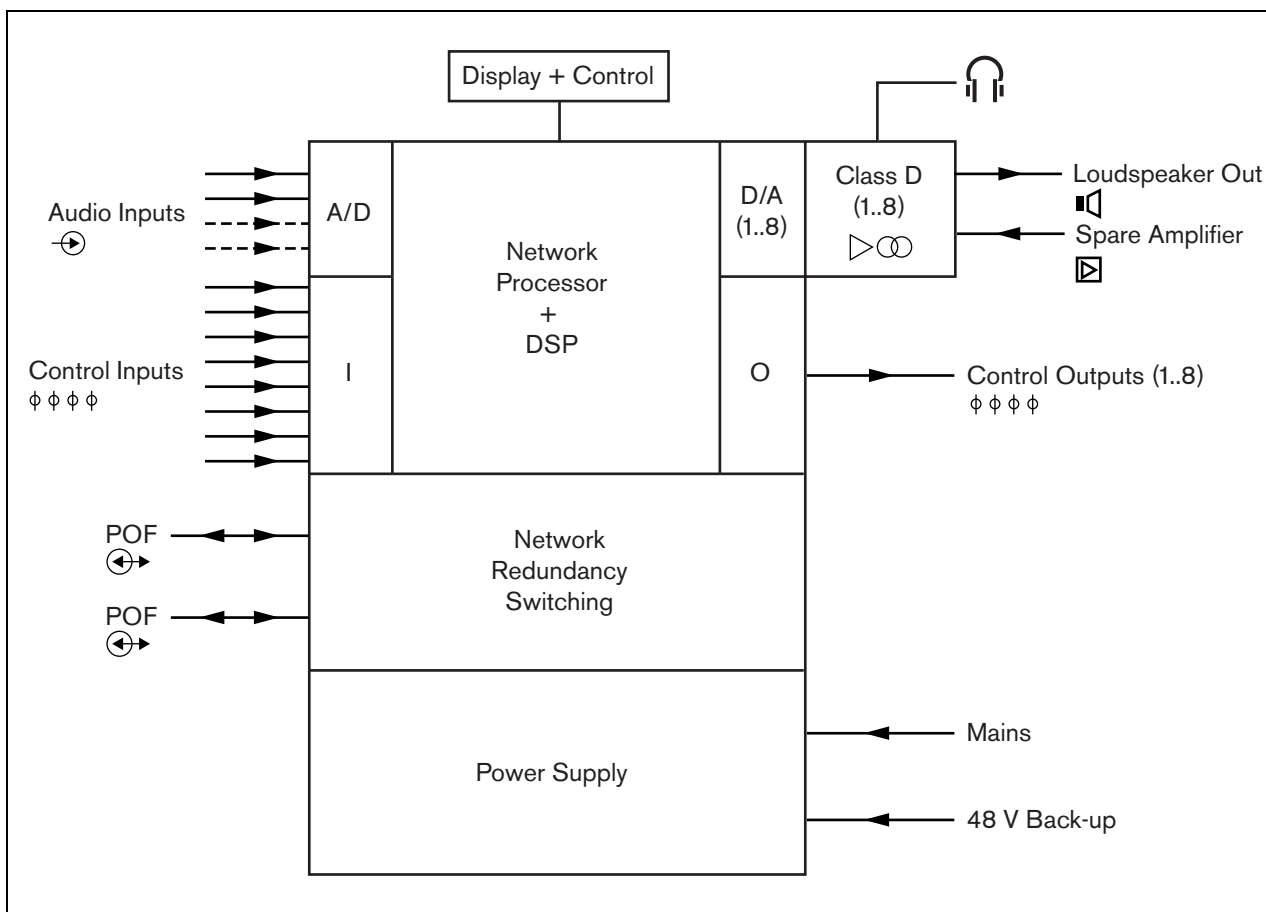 Display + Control
Audio Inputs
A/D
Network
Processor
+
DSP
D/A
(1..8)
Class D
(1..8)
Loudspeaker Out
Spare Amplifier
Control Inputs
I
O
Control Outputs (1..8)
POF
POF
Network
Redundancy
Switching
Power Supply
Mains
48 V Back-up